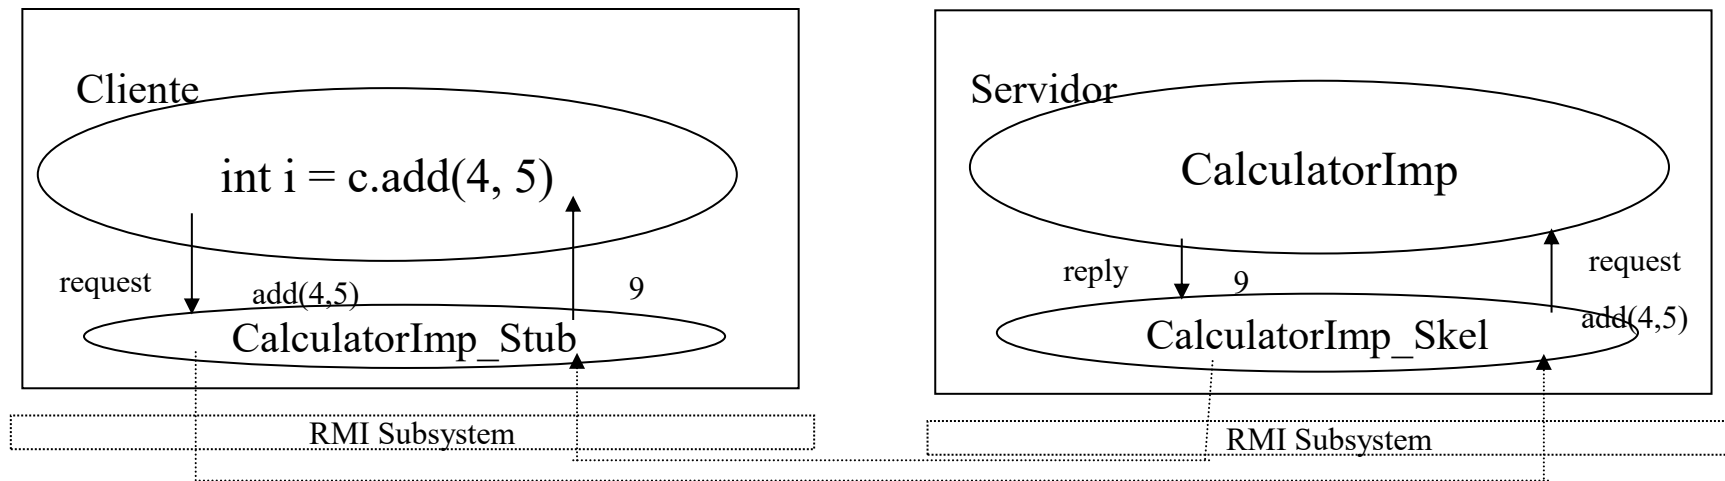 Cliente
int i = c.add(4, 5)
request
add(4,5)
9
CalculatorImp_Stub
RMI Subsystem
Servidor
CalculatorImp
reply
9
request
add(4,5)
CalculatorImp_Skel
RMI Subsystem